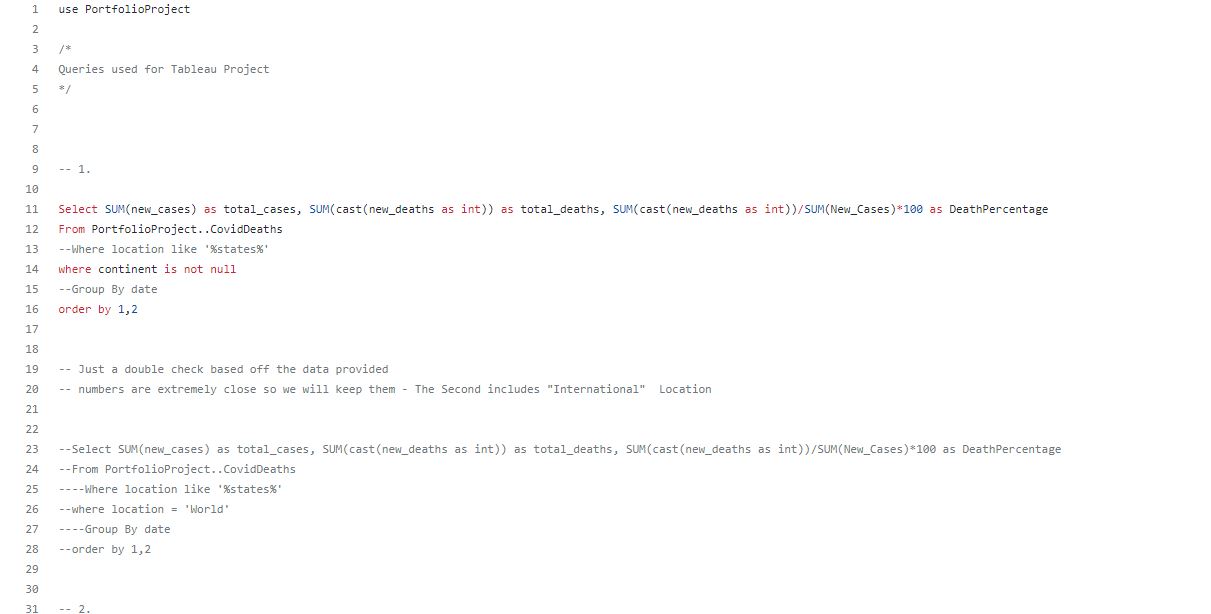 1 use PortfolioProject
2
3 /*
4 Queries used for Tableau Project
5 */
6
7
8
9 -- 1.
10
11 Select SUM(new_cases) as total_cases, SUM(cast(new_deaths as int)) as total_deaths, SUM(cast(new_deaths as int))/SUM(New_Cases)*100 as DeathPercentage
12 From PortfolioProject..CovidDeaths
13 --Where location like '%states%'
14 where continent is not null
15 --Group By date
16 order by 1,2
17
18
19 -- Just a double check based off the data provided
20 -- numbers are extremely close so we will keep them - The Second includes "International"  Location
21
22
23 --Select SUM(new_cases) as total_cases, SUM(cast(new_deaths as int)) as total_deaths, SUM(cast(new_deaths as int))/SUM(New_Cases)*100 as DeathPercentage
24 --From PortfolioProject..CovidDeaths
25 ----Where location like '%states%'
26 --where location = 'World'
27 ----Group By date
28 --order by 1,2
29
30
31 -- 2.